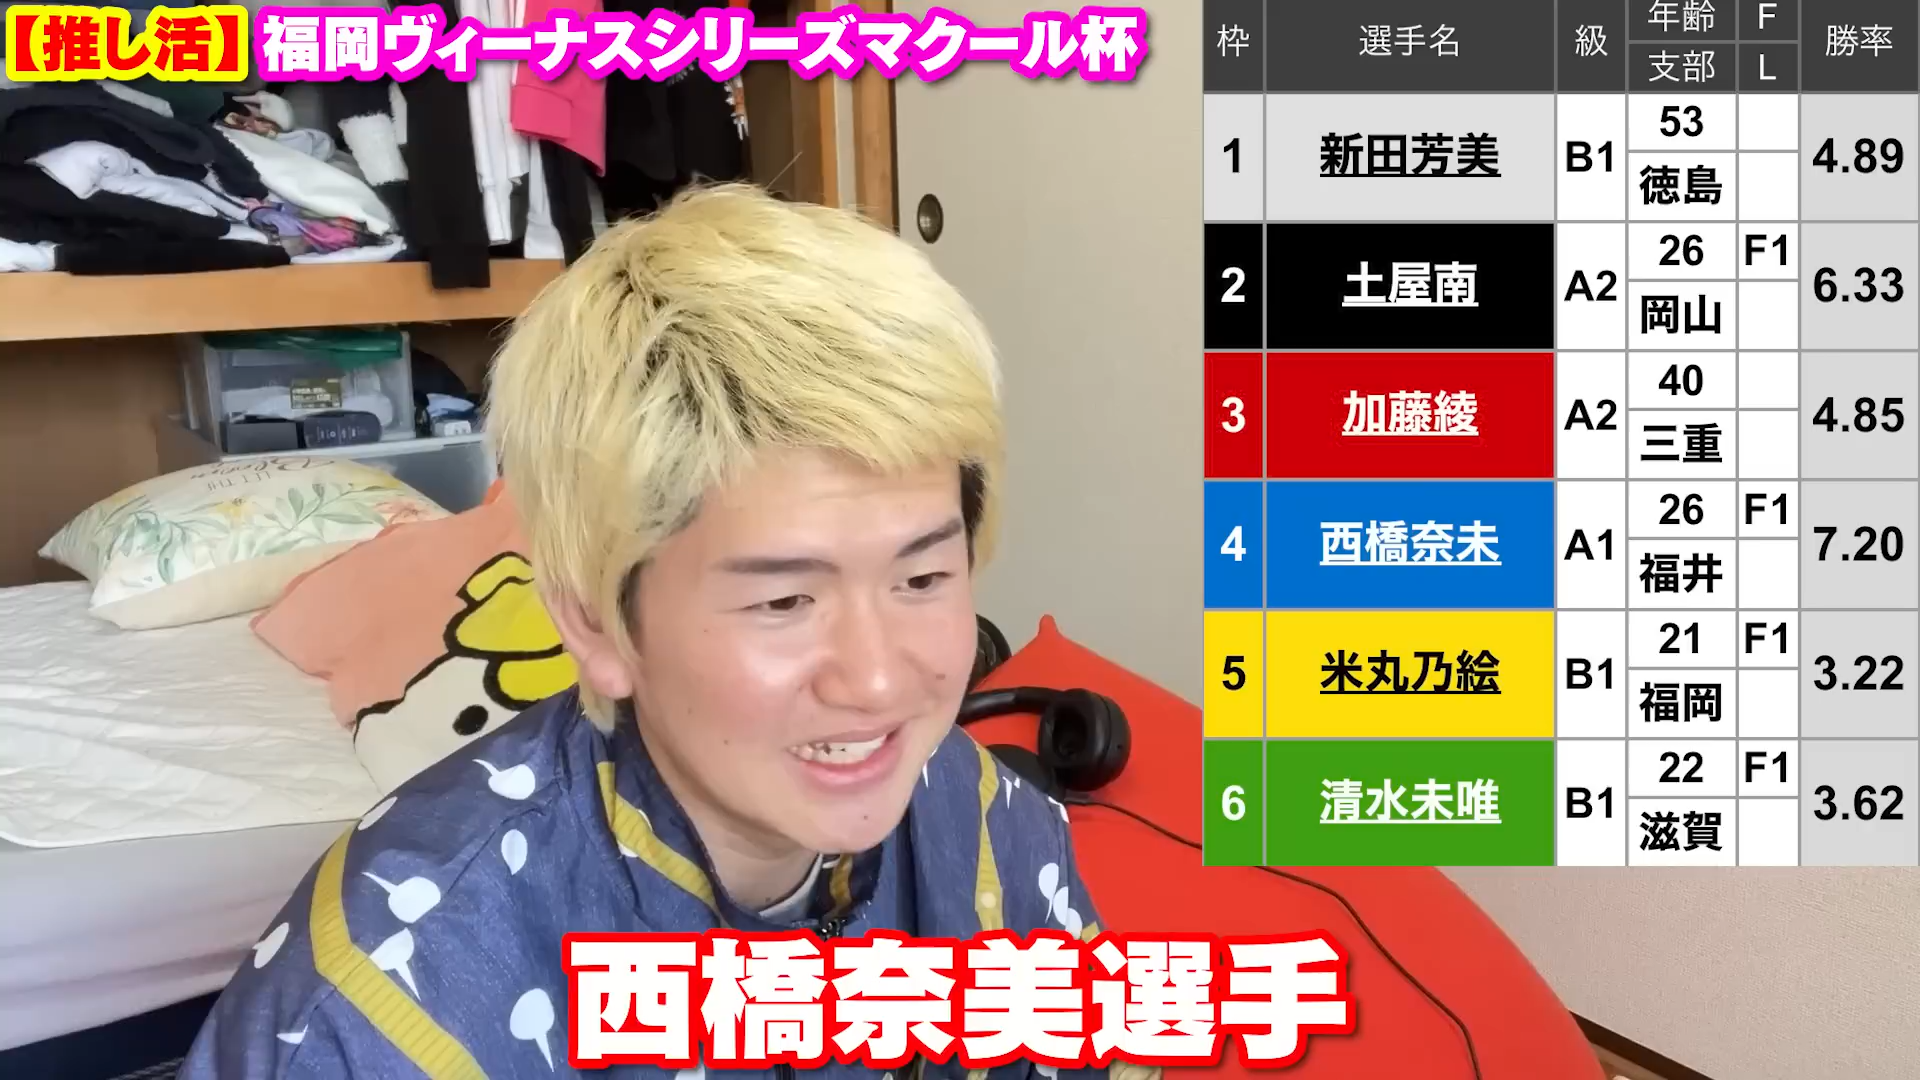 【推し活】福岡ヴィーナスシリーズマクール杯
枠 選手名 級 年齢 F 勝率
支部 L
1 新田芳美 B1 53 4.89
徳島
2 土屋南 A2 26 F1 6.33
岡山
3 加藤綾 A2 40 4.85
三重
4 西橋奈未 A1 26 F1 7.20
福井
5 米丸乃絵 B1 21 F1 3.22
福岡
6 清水未唯 B1 22 F1 3.62
滋賀
LET THE
Bloom
西橋奈美選手